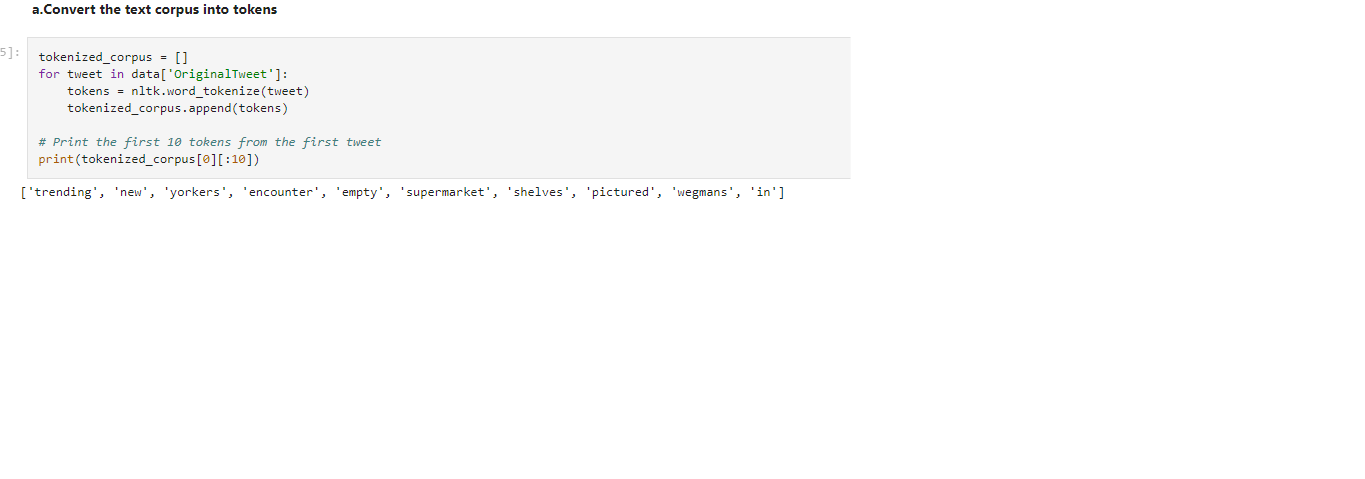 a.Convert the text corpus into tokens
5]:
tokenized_corpus = []
for tweet in data['OriginalTweet']:
    tokens = nltk.word_tokenize(tweet)
    tokenized_corpus.append(tokens)
# Print the first 10 tokens from the first tweet
print(tokenized_corpus[0][:10])
['trending', 'new', 'yorkers', 'encounter', 'empty', 'supermarket', 'shelves', 'pictured', 'wegmans', 'in']